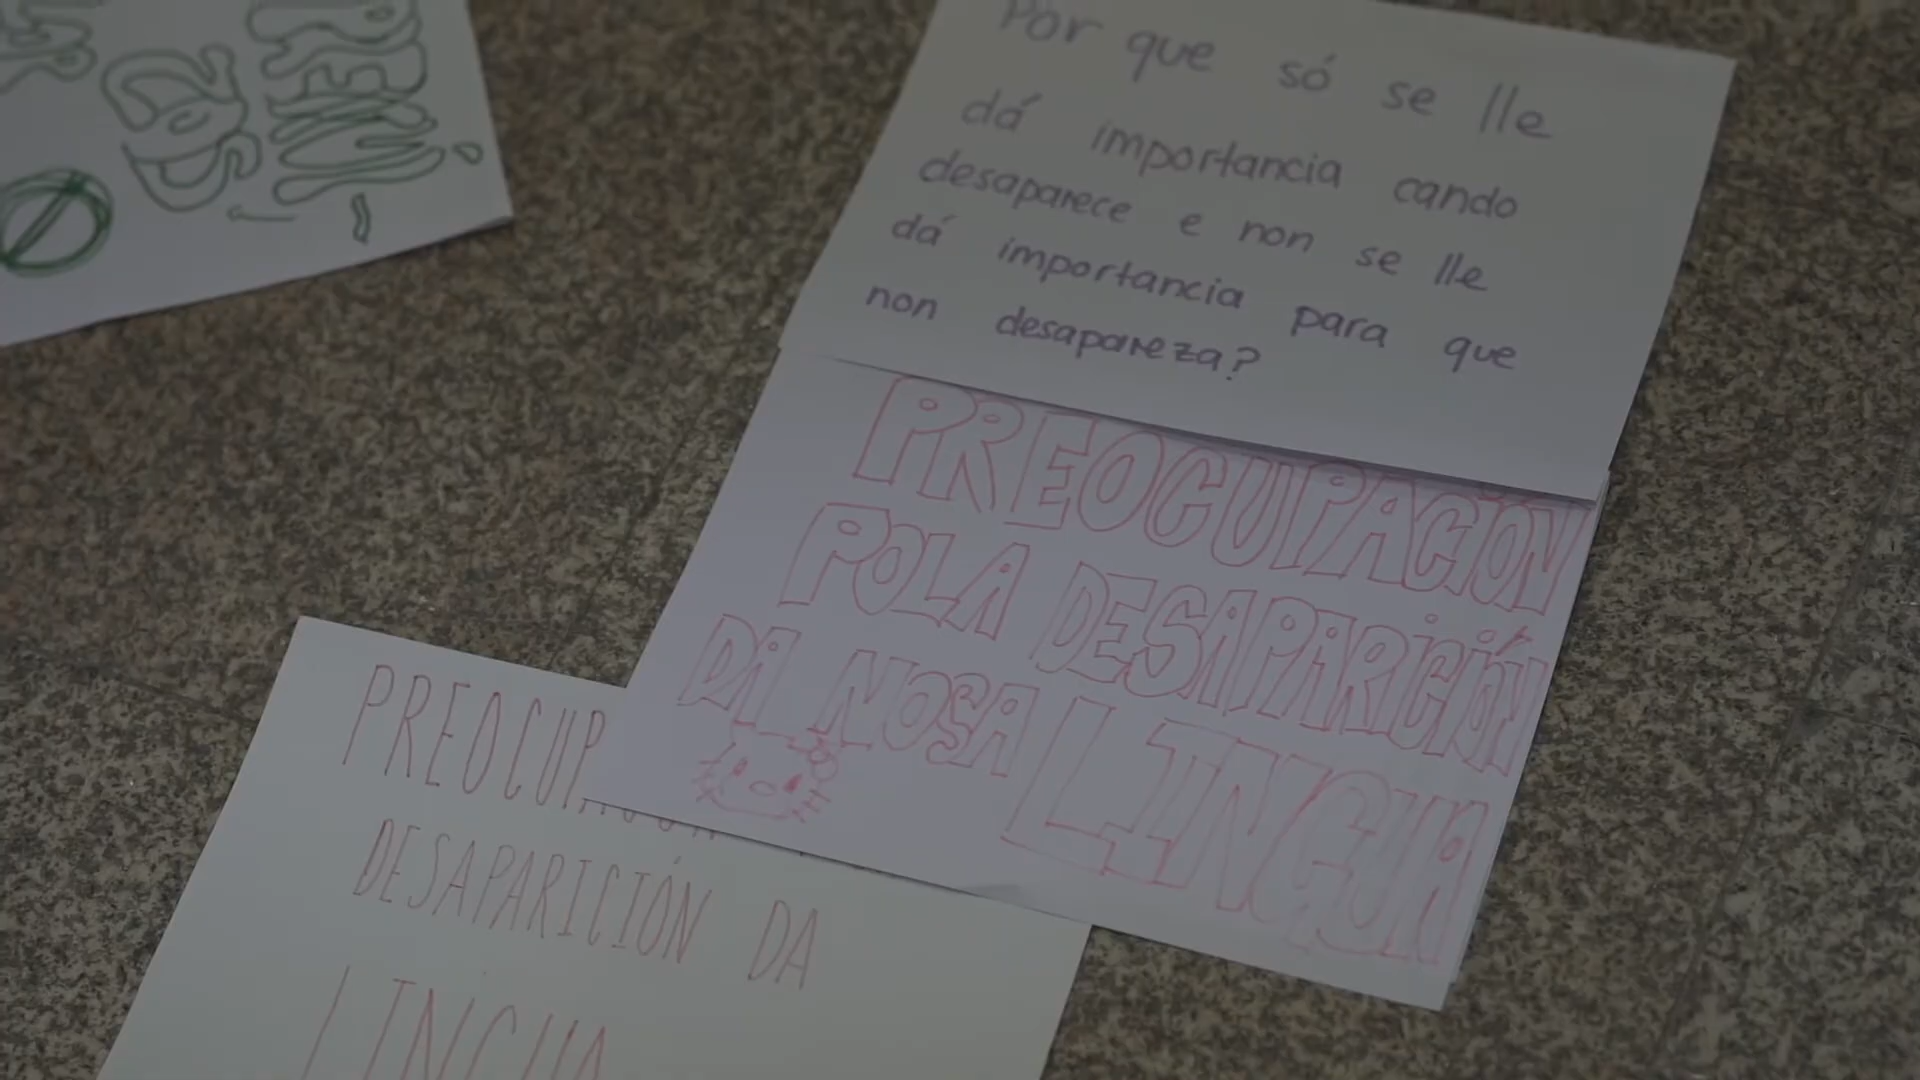 Por que só se lle
dá importancia cando
desaparece e non se lle
dá importancia para que
non desapareza?
PREOCUPACIÓN
POLA DESAPARICIÓN
DA NOSA LINGUA
DESAPARICIÓN DA
LINGUA